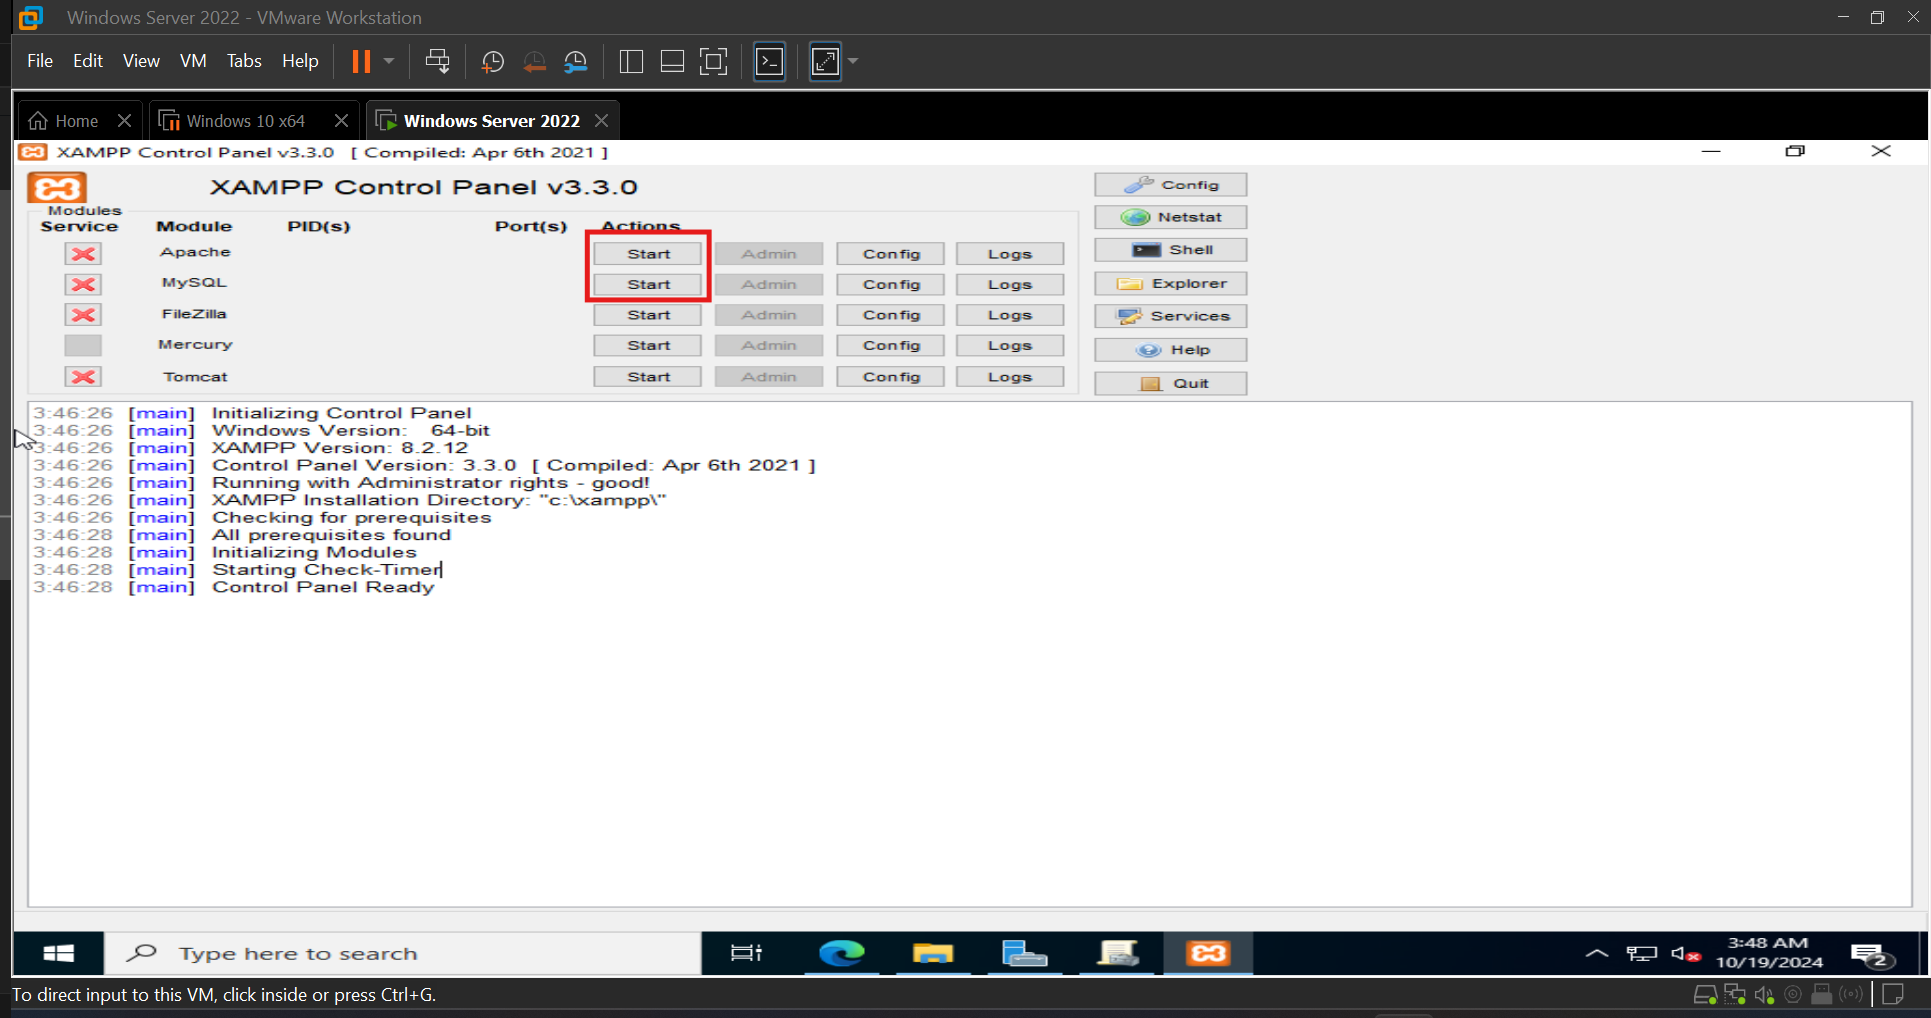 Windows Server 2022 - VMware Workstation
File Edit View VM Tabs Help
Home Windows 10 x64 Windows Server 2022
XAMPP Control Panel v3.3.0 [ Compiled: Apr 6th 2021 ]
XAMPP Control Panel v3.3.0
Config
Modules
Service Module PID(s) Port(s) Actions
Netstat
Apache Start Admin Config Logs
Shell
MySQL Start Admin Config Logs
Explorer
FileZilla Start Admin Config Logs
Services
Mercury Start Admin Config Logs
Help
Tomcat Start Admin Config Logs
Quit
3:46:26 [main] Initializing Control Panel
3:46:26 [main] Windows Version: 64-bit
3:46:26 [main] XAMPP Version: 8.2.12
3:46:26 [main] Control Panel Version: 3.3.0 [ Compiled: Apr 6th 2021 ]
3:46:26 [main] Running with Administrator rights - good!
3:46:26 [main] XAMPP Installation Directory: "c:\xampp\"
3:46:26 [main] Checking for prerequisites
3:46:28 [main] All prerequisites found
3:46:28 [main] Initializing Modules
3:46:28 [main] Starting Check-Timer
3:46:28 [main] Control Panel Ready
Type here to search
3:48 AM
10/19/2024
2
To direct input to this VM, click inside or press Ctrl+G.